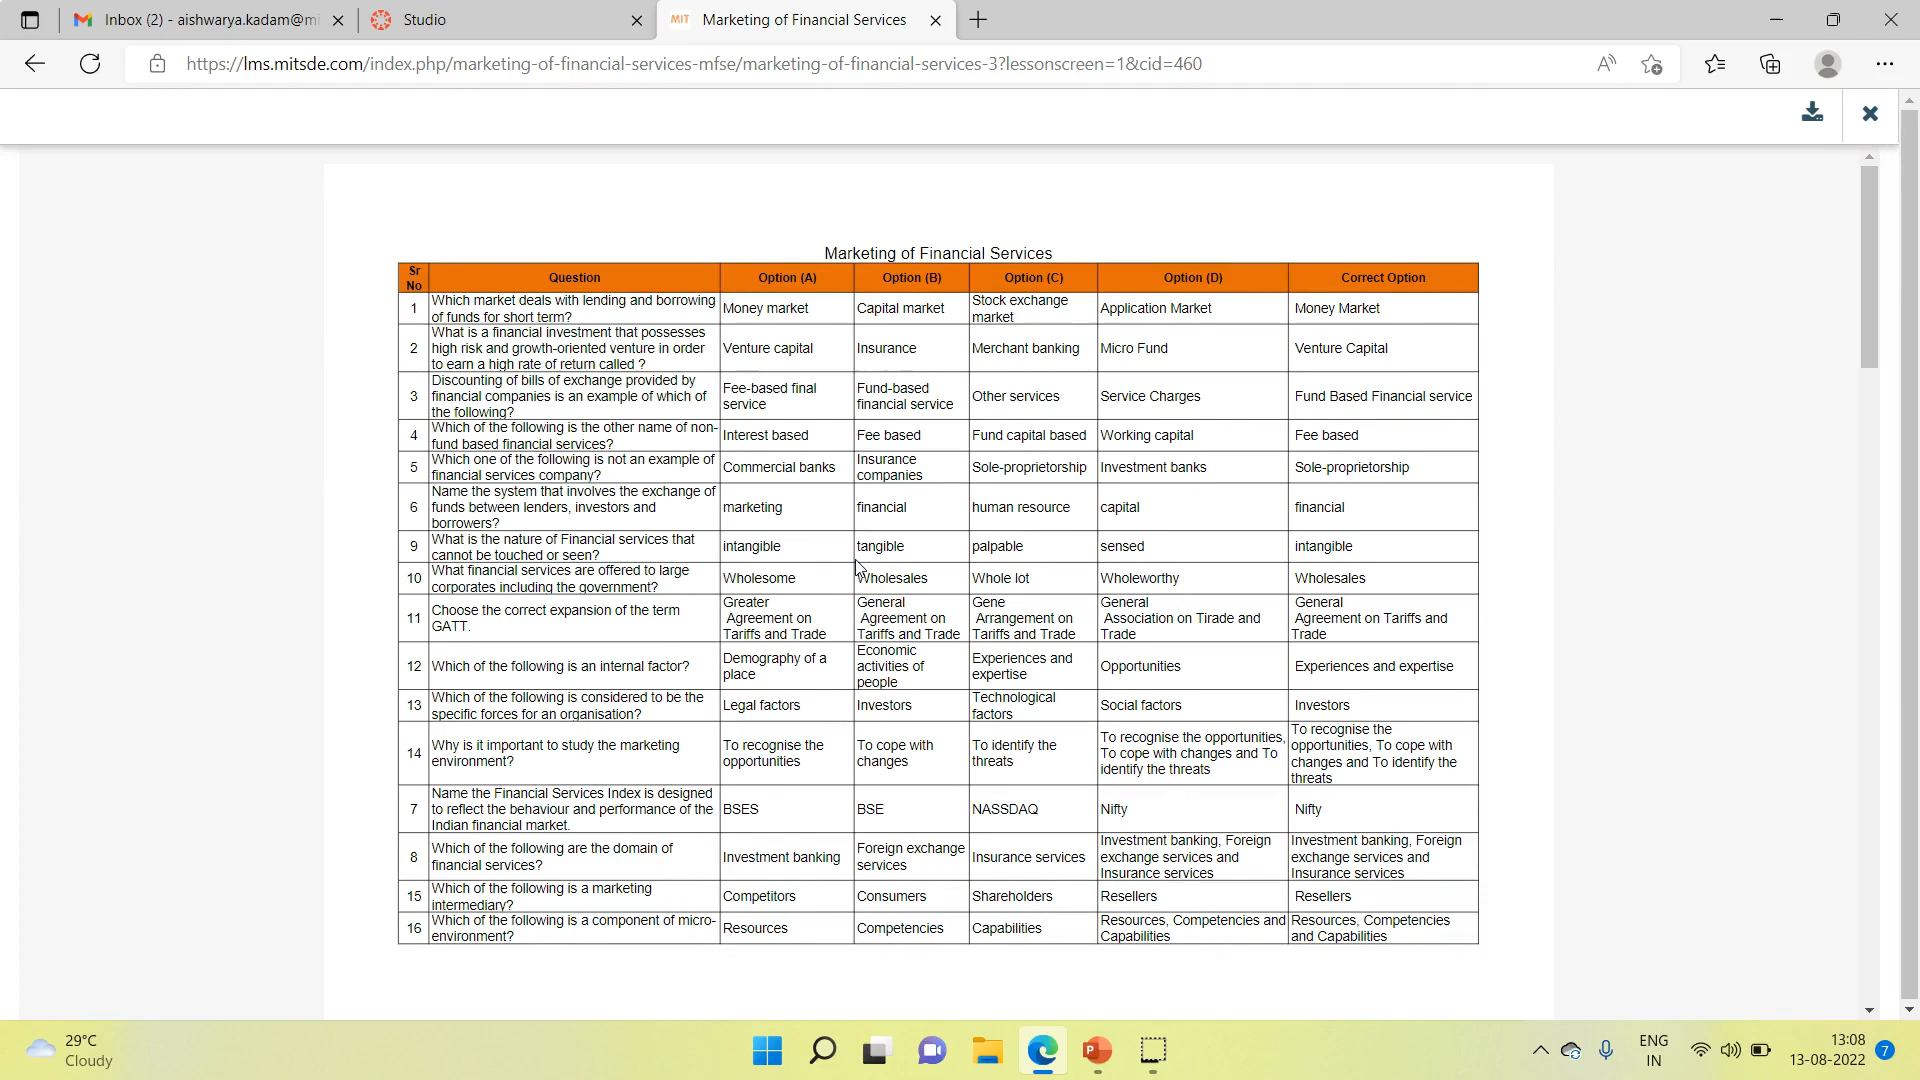 Inbox (2) - aishwarya.kadam@mi
Studio
MIT Marketing of Financial Services
https://lms.mitsde.com/index.php/marketing-of-financial-services-mfse/marketing-of-financial-services-3?lessonscreen=1&cid=460
Marketing of Financial Services
Sr No Question Option (A) Option (B) Option (C) Option (D) Correct Option
1 Which market deals with lending and borrowing of funds for short term? Money market Capital market Stock exchange market Application Market Money Market
2 What is a financial investment that possesses high risk and growth-oriented venture in order to earn a high rate of return called ? Venture capital Insurance Merchant banking Micro Fund Venture Capital
3 Discounting of bills of exchange provided by financial companies is an example of which of the following? Fee-based final service Fund-based financial service Other services Service Charges Fund Based Financial service
4 Which of the following is the other name of non-fund based financial services? Interest based Fee based Fund capital based Working capital Fee based
5 Which one of the following is not an example of financial services company? Commercial banks Insurance companies Sole-proprietorship Investment banks Sole-proprietorship
6 Name the system that involves the exchange of funds between lenders, investors and borrowers? marketing financial human resource capital financial
9 What is the nature of Financial services that cannot be touched or seen? intangible tangible palpable sensed intangible
10 What financial services are offered to large corporates including the government? Wholesome Wholesales Whole lot Wholeworthy Wholesales
11 Choose the correct expansion of the term GATT. Greater Agreement on Tariffs and Trade General Agreement on Tariffs and Trade Gene Arrangement on Tariffs and Trade General Association on Tirade and Trade General Agreement on Tariffs and Trade
12 Which of the following is an internal factor? Demography of a place Economic activities of people Experiences and expertise Opportunities Experiences and expertise
13 Which of the following is considered to be the specific forces for an organisation? Legal factors Investors Technological factors Social factors Investors
14 Why is it important to study the marketing environment? To recognise the opportunities To cope with changes To identify the threats To recognise the opportunities, To cope with changes and To identify the threats To recognise the opportunities, To cope with changes and To identify the threats
7 Name the Financial Services Index is designed to reflect the behaviour and performance of the Indian financial market. BSES BSE NASSDAQ Nifty Nifty
8 Which of the following are the domain of financial services? Investment banking Foreign exchange services Insurance services Investment banking, Foreign exchange services and Insurance services Investment banking, Foreign exchange services and Insurance services
15 Which of the following is a marketing intermediary? Competitors Consumers Shareholders Resellers Resellers
16 Which of the following is a component of micro-environment? Resources Competencies Capabilities Resources, Competencies and Capabilities Resources, Competencies and Capabilities
29°C
Cloudy
ENG
IN
13:08
13-08-2022
7